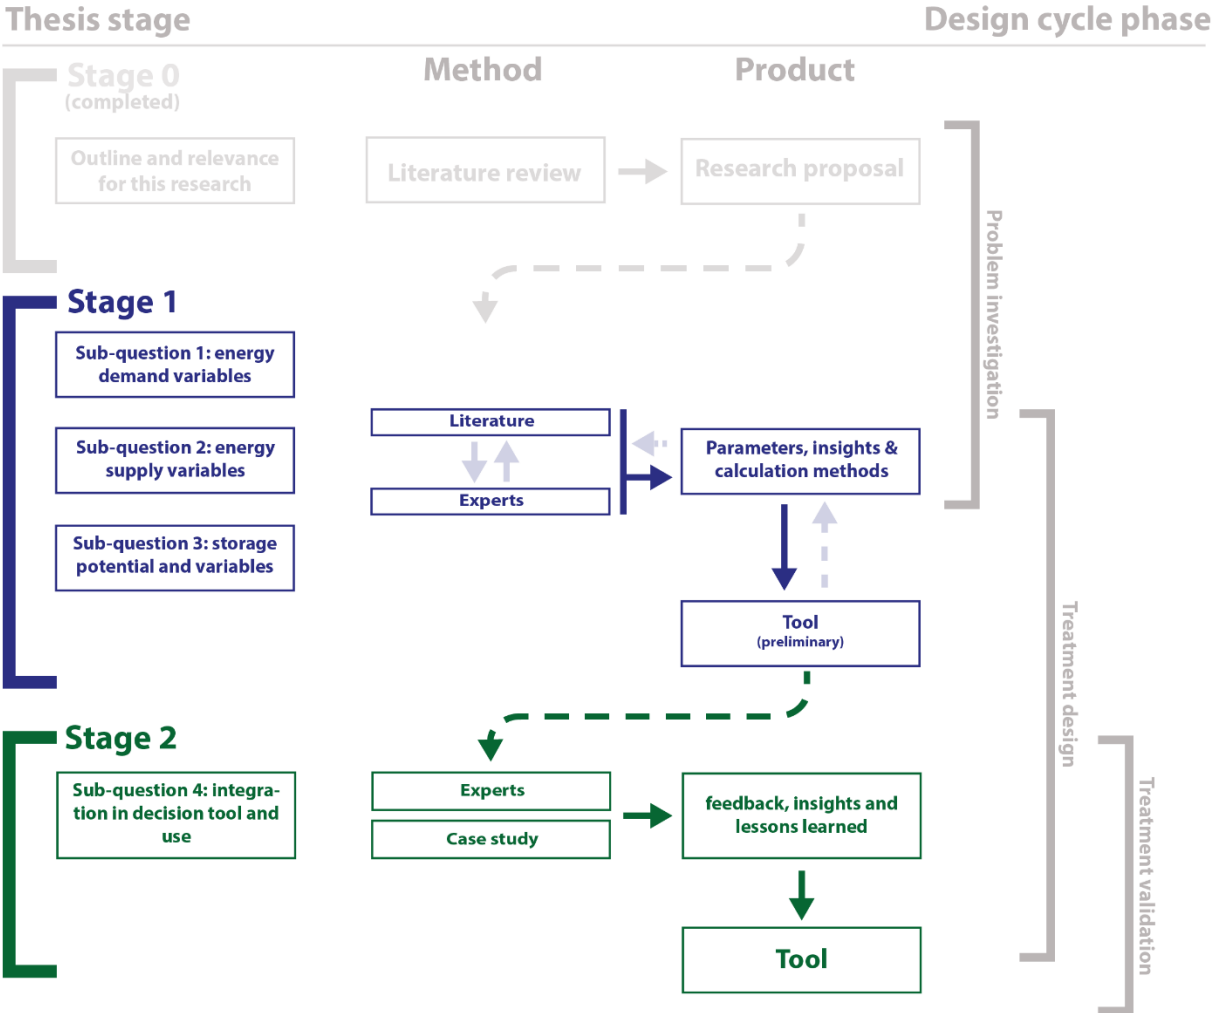 Thesis stage
Design cycle phase
Stage 0
(completed)
Method
Product
Outline and relevance
for this research
Literature review
Research proposal
Problem investigation
Stage 1
Sub-question 1: energy
demand variables
Sub-question 2: energy
supply variables
Sub-question 3: storage
potential and variables
Literature
Experts
Parameters, insights &
calculation methods
Tool
(preliminary)
Treatment design
Stage 2
Sub-question 4: integra-
tion in decision tool and
use
Experts
Case study
feedback, insights and
lessons learned
Tool
Treatment validation